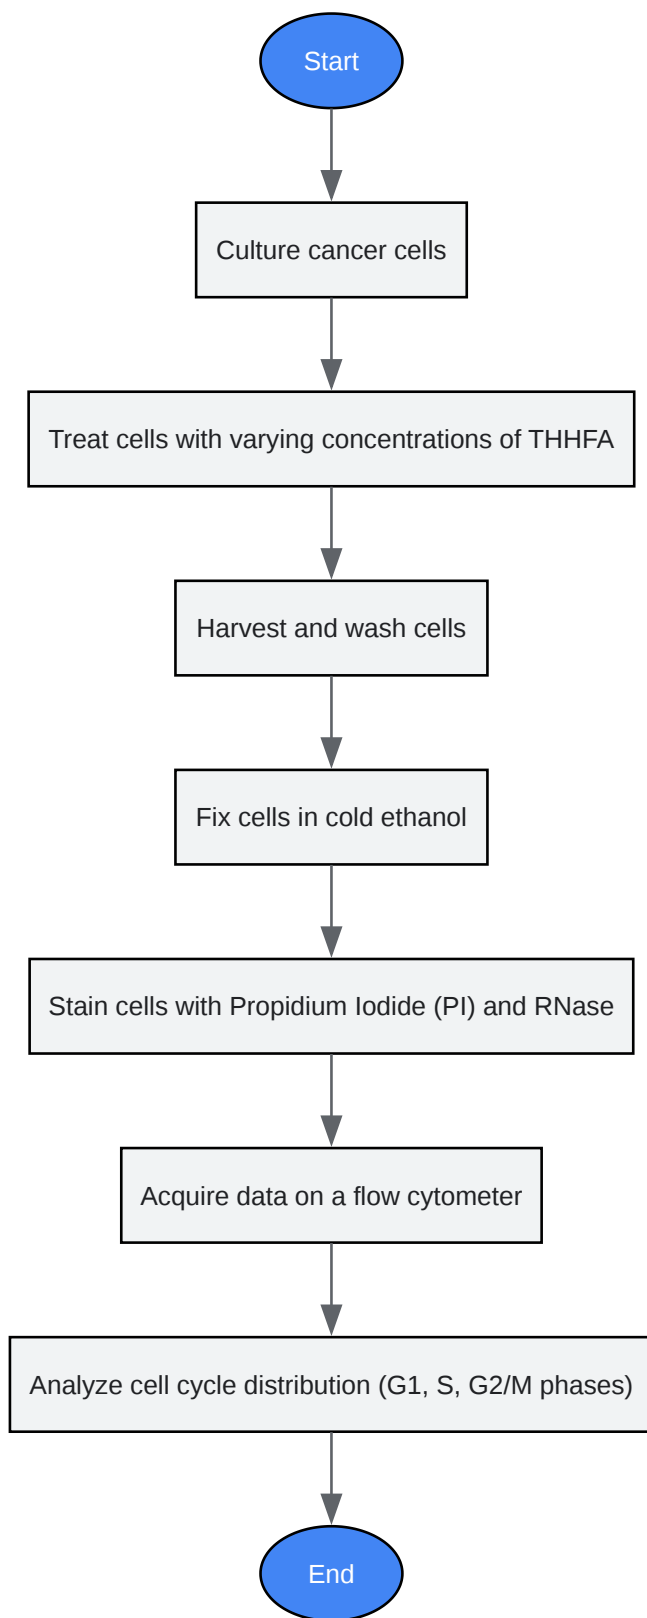 Start
Culture cancer cells
Treat cells with varying concentrations of THHFA
Harvest and wash cells
Fix cells in cold ethanol
Stain cells with Propidium Iodide (PI) and RNase
Acquire data on a flow cytometer
Analyze cell cycle distribution (G1, S, G2/M phases)
End